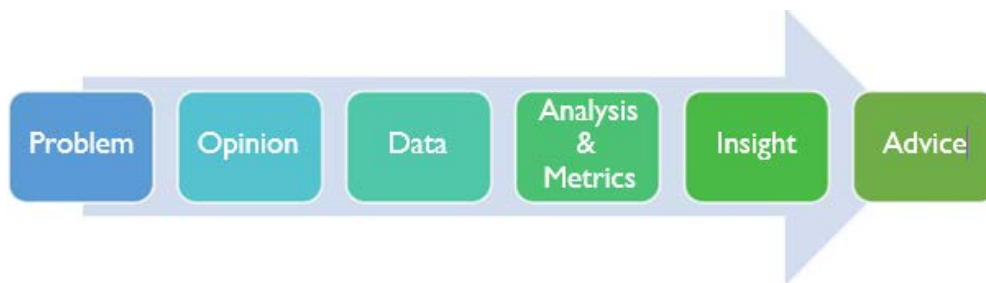 Problem
Opinion
Data
Analysis
&
Metrics
Insight
Advice